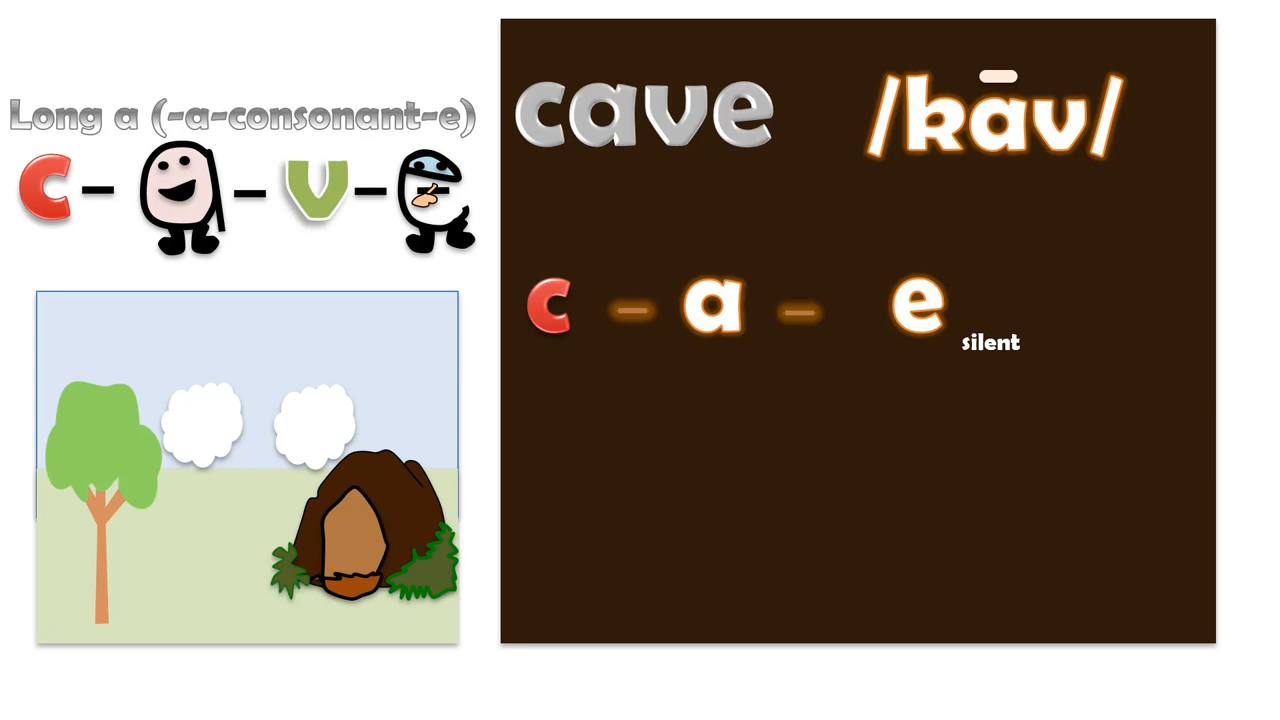 Long a (-a-consonant-e)
c - a - v - e
cave /kāv/
c - a - e silent